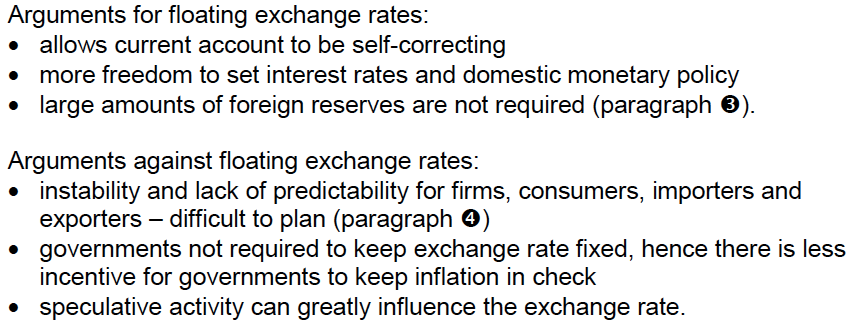 Arguments for floating exchange rates:
• allows current account to be self-correcting
• more freedom to set interest rates and domestic monetary policy
• large amounts of foreign reserves are not required (paragraph ❸).
Arguments against floating exchange rates:
• instability and lack of predictability for firms, consumers, importers and
exporters – difficult to plan (paragraph ❹)
• governments not required to keep exchange rate fixed, hence there is less
incentive for governments to keep inflation in check
• speculative activity can greatly influence the exchange rate.